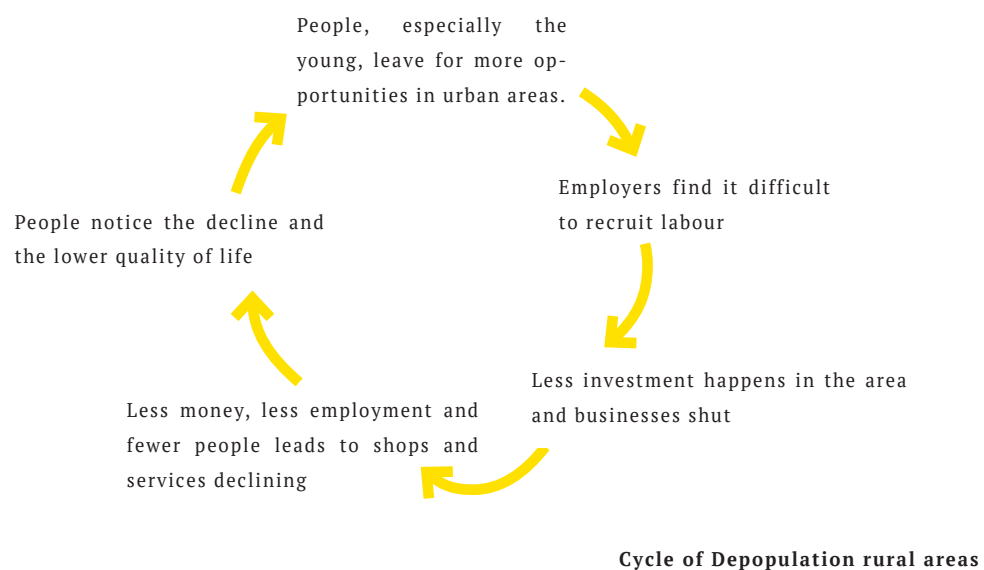 People, especially the
young, leave for more op-
portunities in urban areas.
Employers find it difficult
to recruit labour
Less investment happens in the area
and businesses shut
Less money, less employment and
fewer people leads to shops and
services declining
People notice the decline and
the lower quality of life
Cycle of Depopulation rural areas